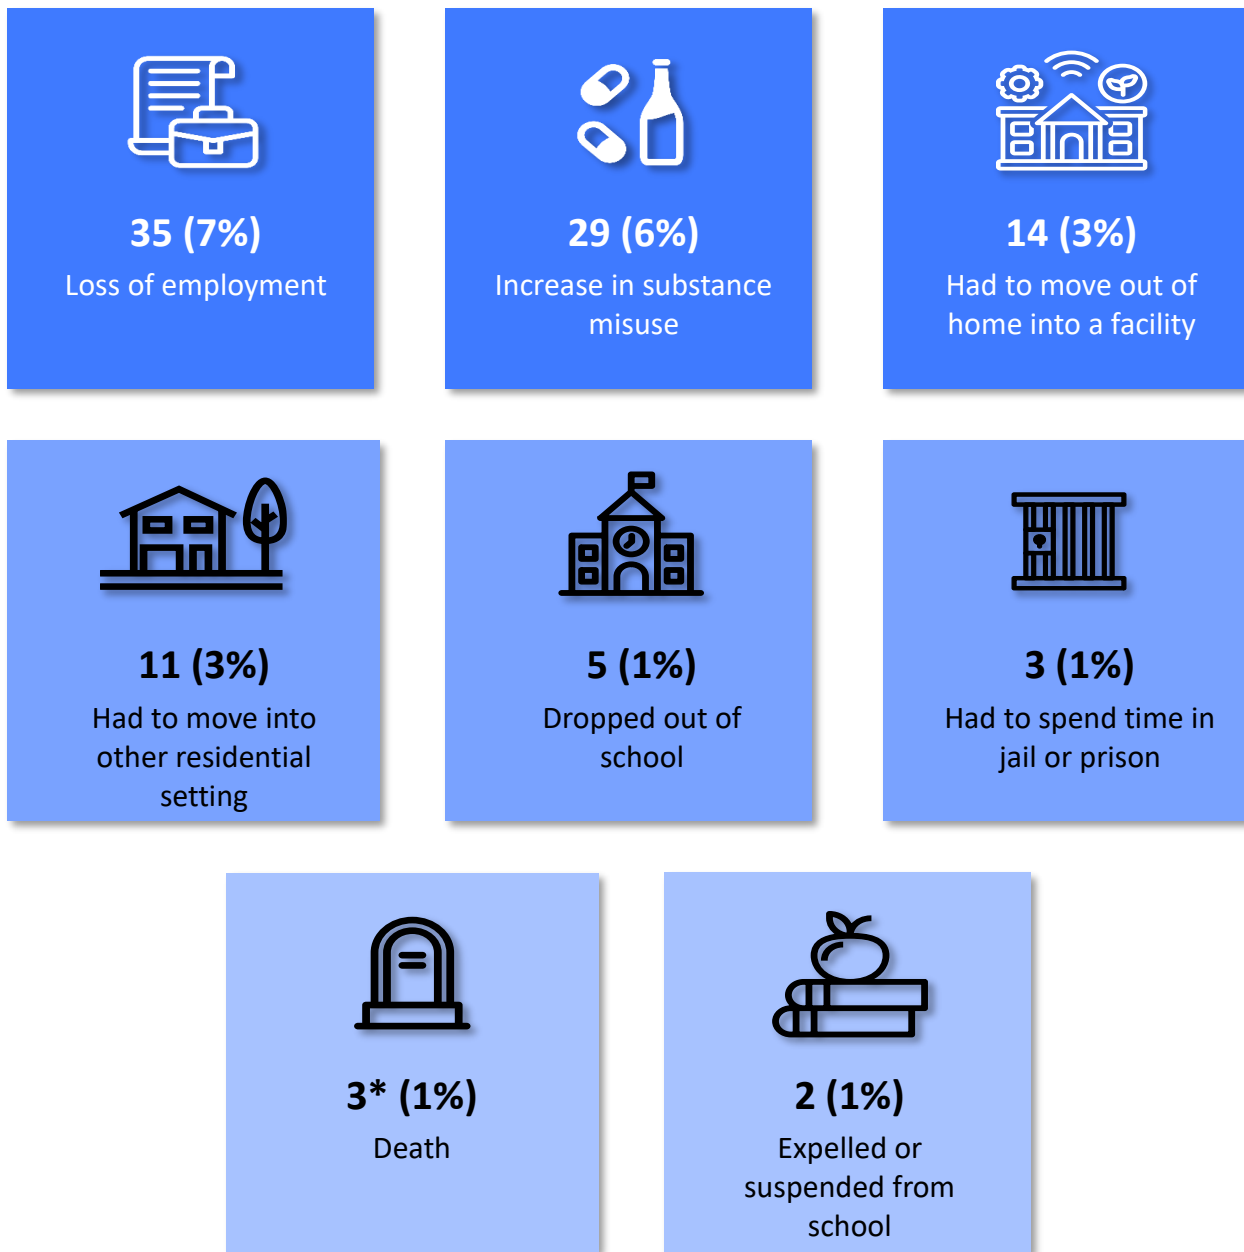 35 (7%)
Loss of employment
29 (6%)
Increase in substance
misuse
14 (3%)
Had to move out of
home into a facility
11 (3%)
Had to move into
other residential
setting
5 (1%)
Dropped out of
school
3 (1%)
Had to spend time in
jail or prison
3* (1%)
Death
2 (1%)
Expelled or
suspended from
school